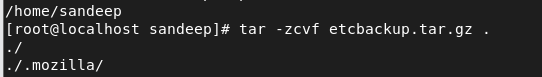 /home/sandeep
[root@localhost sandeep]# tar -zcvf etcbackup.tar.gz .
./
./.mozilla/